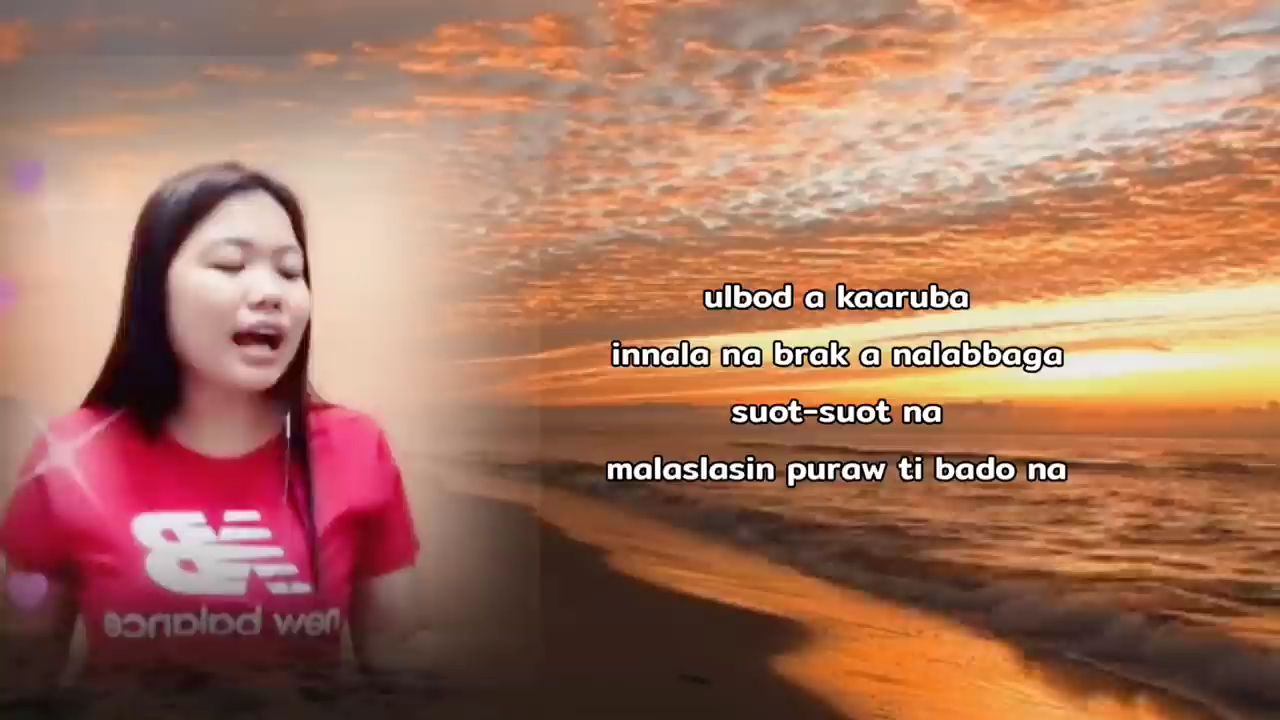 ulbod a kaaruba
innala na brak a nalabbaga
suot-suot na
malaslasin puraw ti bado na
new balance